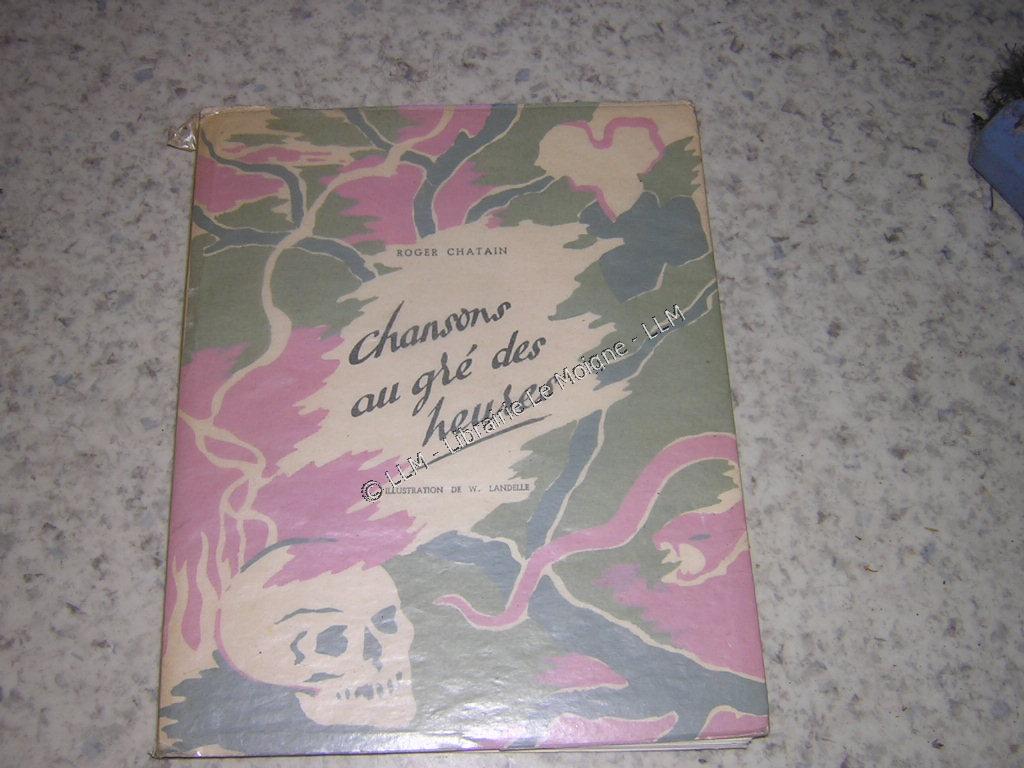 ROGER CHATAIN
chansons
au gré des
heures
© LLM - Librairie Le Moigne - LLM
ILLUSTRATION DE W. LANDELLE